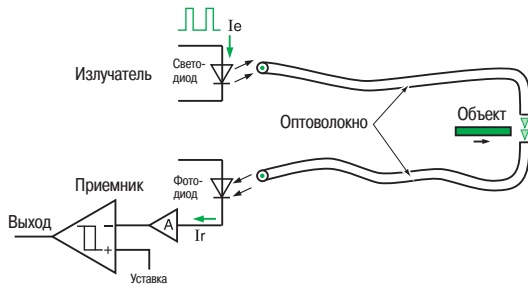 Ie
Свето-
диод
Излучатель
Объект
Оптоволокно
Приемник
Фото-
диод
Выход
A
Ir
Уставка